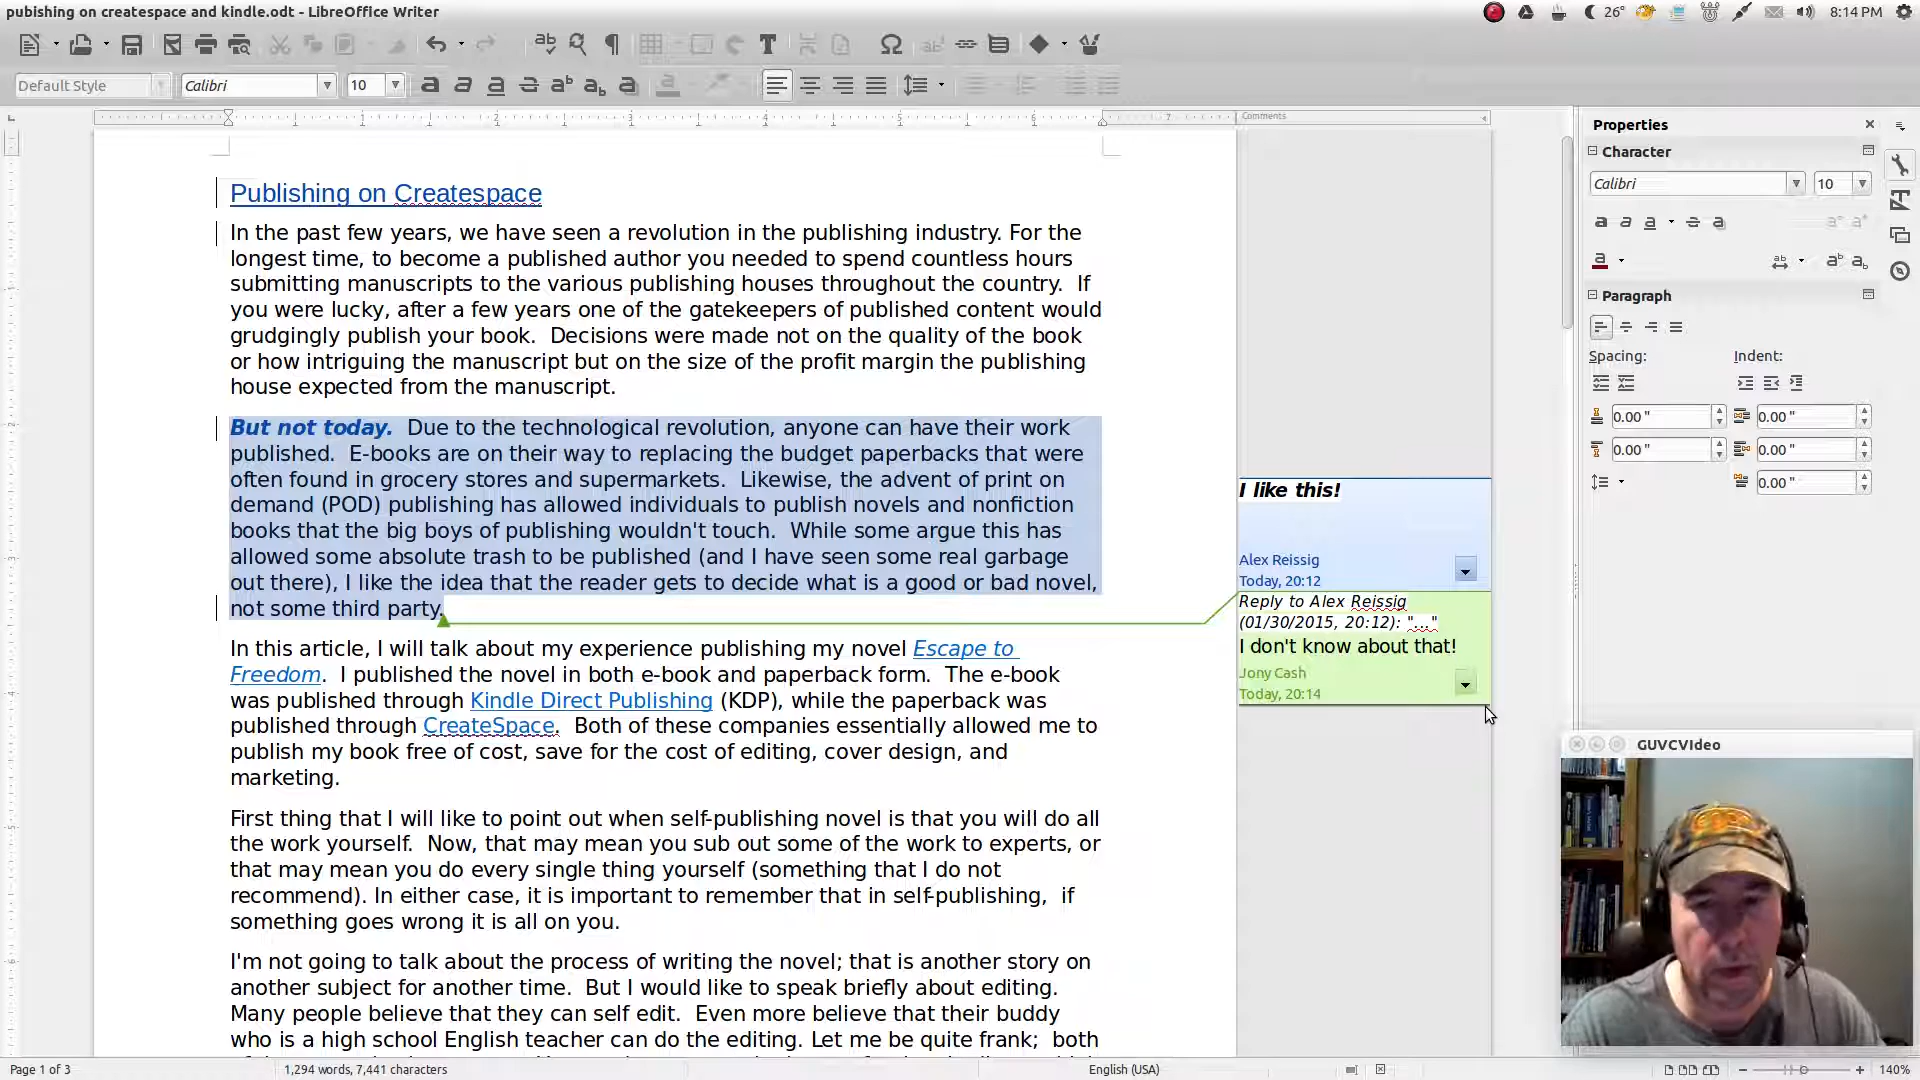 pubishing on createspace and kindle.odt - LibreOffice Writer
26°
8:14 PM
Default Style
Calibri
10
Comments
Properties
Character
Calibri
10
Paragraph
Spacing:
Indent:
0.00 "
0.00 "
0.00 "
0.00 "
0.00 "
Publishing on Createspace
In the past few years, we have seen a revolution in the publishing industry. For the
longest time, to become a published author you needed to spend countless hours
submitting manuscripts to the various publishing houses throughout the country.  If
you were lucky, after a few years one of the gatekeepers of published content would
grudgingly publish your book.  Decisions were made not on the quality of the book
or how intriguing the manuscript but on the size of the profit margin the publishing
house expected from the manuscript.
But not today.  Due to the technological revolution, anyone can have their work
published.  E-books are on their way to replacing the budget paperbacks that were
often found in grocery stores and supermarkets.  Likewise, the advent of print on
demand (POD) publishing has allowed individuals to publish novels and nonfiction
books that the big boys of publishing wouldn't touch.  While some argue this has
allowed some absolute trash to be published (and I have seen some real garbage
out there), I like the idea that the reader gets to decide what is a good or bad novel,
not some third party.
In this article, I will talk about my experience publishing my novel Escape to
Freedom.  I published the novel in both e-book and paperback form.  The e-book
was published through Kindle Direct Publishing (KDP), while the paperback was
published through CreateSpace.  Both of these companies essentially allowed me to
publish my book free of cost, save for the cost of editing, cover design, and
marketing.
First thing that I will like to point out when self-publishing novel is that you will do all
the work yourself.  Now, that may mean you sub out some of the work to experts, or
that may mean you do every single thing yourself (something that I do not
recommend). In either case, it is important to remember that in self-publishing,  if
something goes wrong it is all on you.
I'm not going to talk about the process of writing the novel; that is another story on
another subject for another time.  But I would like to speak briefly about editing.
Many people believe that they can self edit.  Even more believe that their buddy
who is a high school English teacher can do the editing. Let me be quite frank;  both
I like this!
Alex Reissig
Today, 20:12
Reply to Alex Reissig
(01/30/2015, 20:12): "..."
I don't know about that!
Jony Cash
Today, 20:14
GUVCVIdeo
Page 1 of 3
1,294 words, 7,441 characters
English (USA)
140%